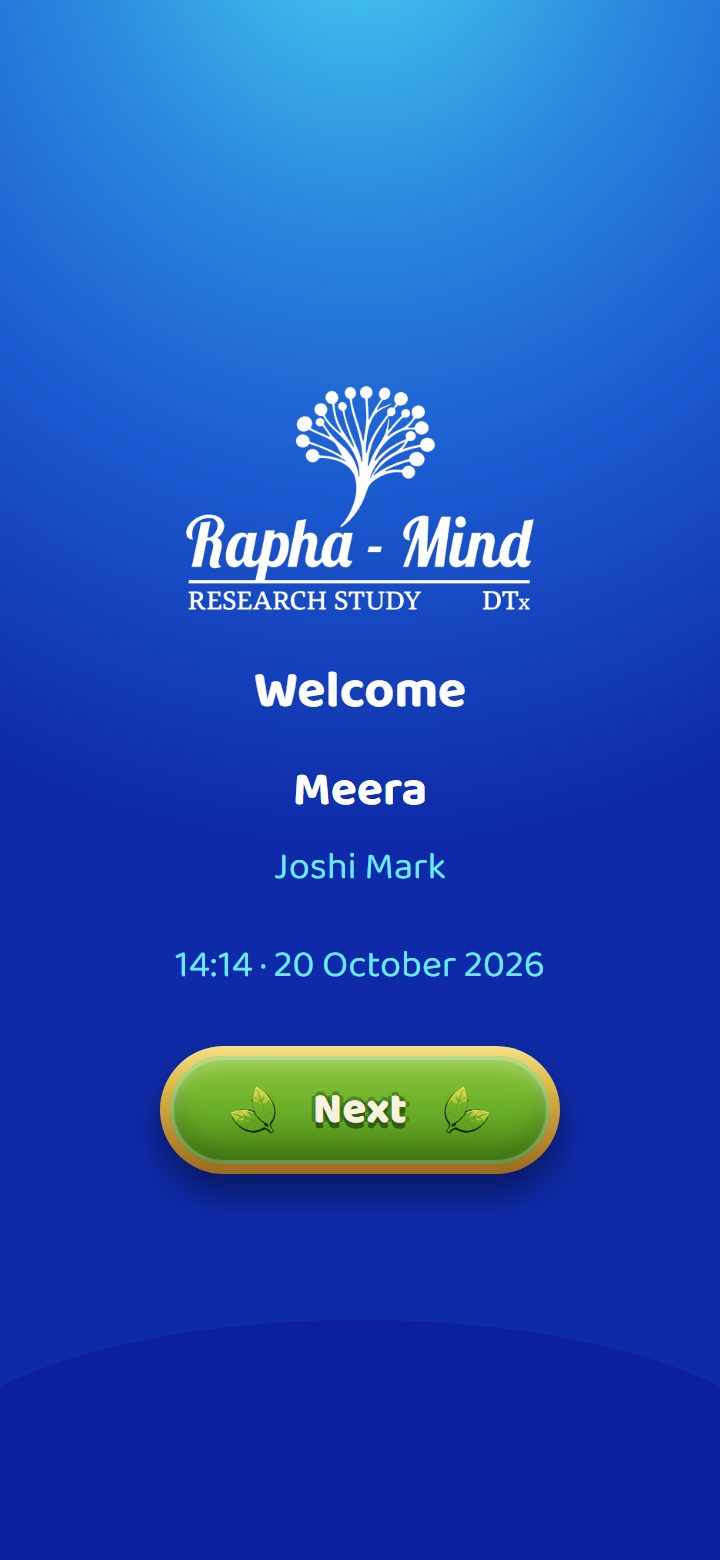 Rapha - Mind
RESEARCH STUDY DTx
Welcome
Meera
Joshi Mark
14:14 · 20 October 2026
Next